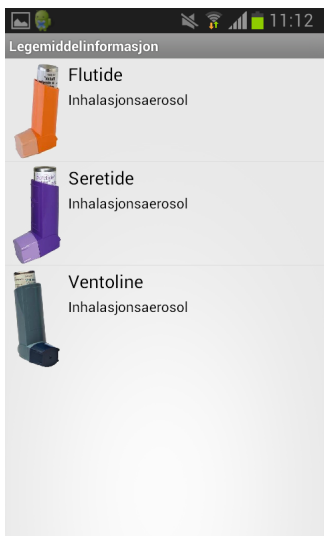 11:12
Legemiddelinformasjon
Flutide
Inhalasjonsaerosol
Seretide
Inhalasjonsaerosol
Ventoline
Inhalasjonsaerosol